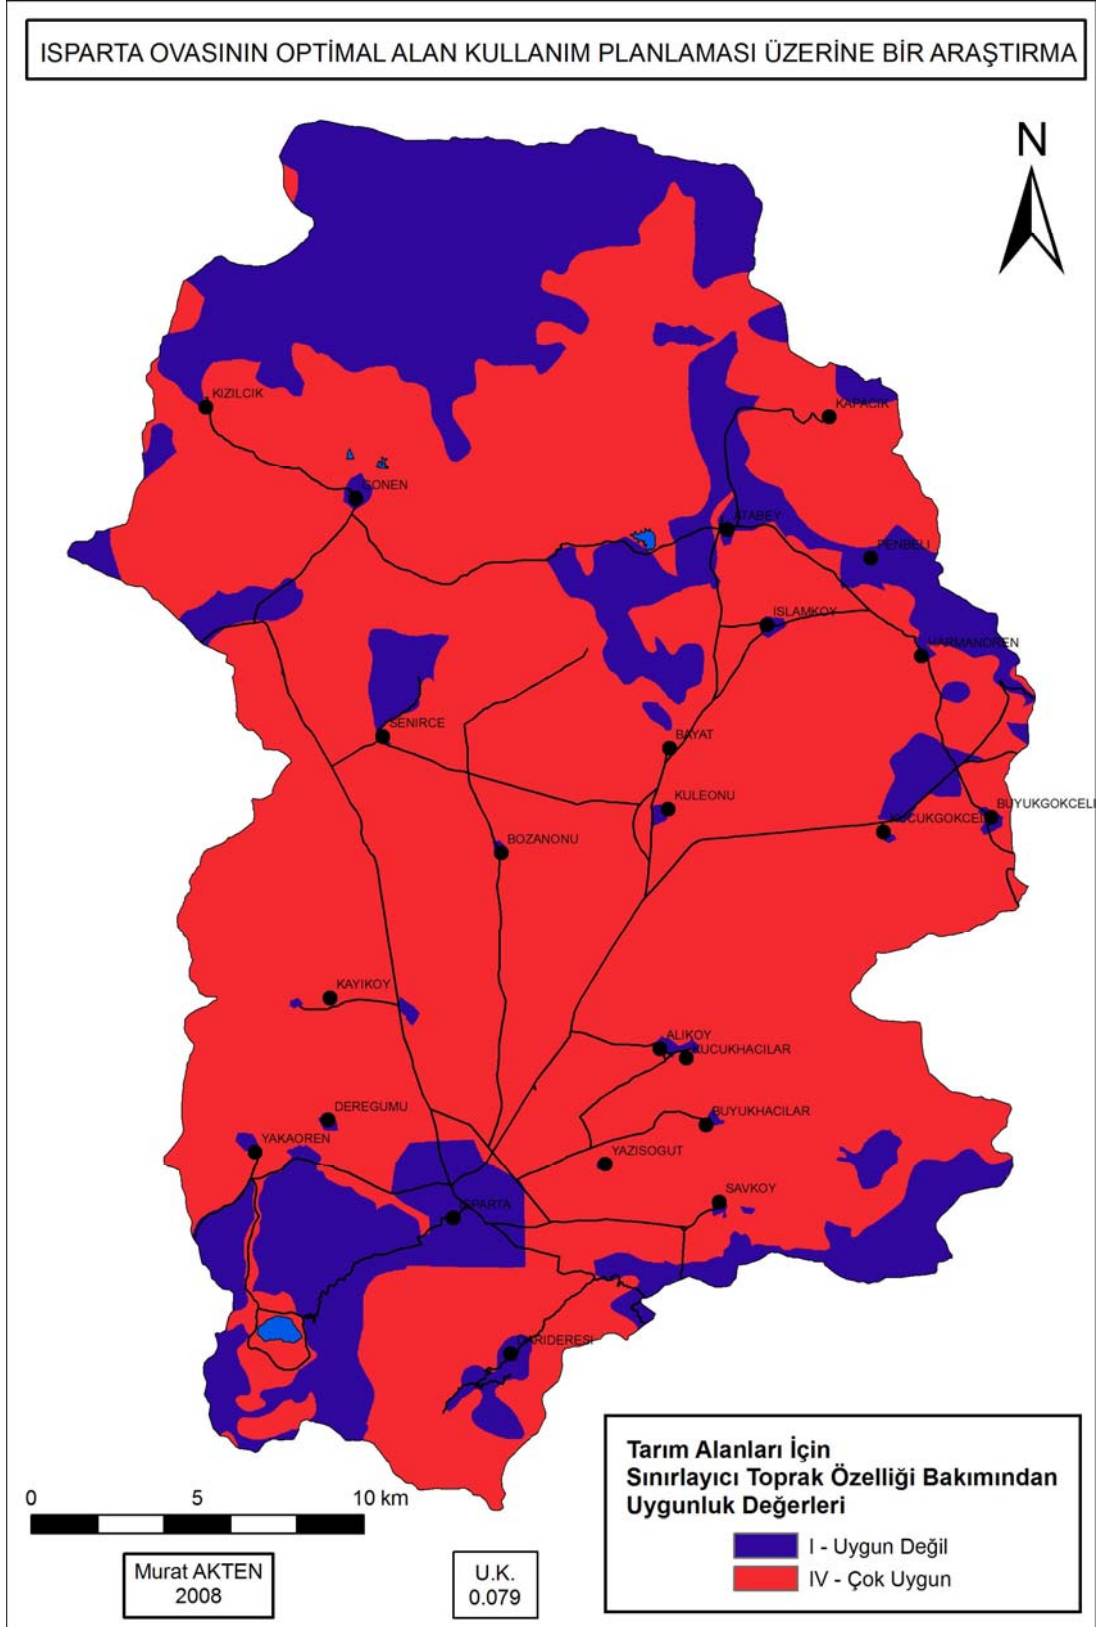 ISPARTA OVASININ OPTİMAL ALAN KULLANIM PLANLAMASI ÜZERİNE BİR ARAŞTIRMA
N
KIZILCIK
KAPACIK
GONEN
ATABEY
PENBELI
ISLAMKOY
HARMANOREN
SENIRCE
BAYAT
KULEONU
BUYUKGOKCELI
KUCUKGOKCELI
BOZANONU
KAYIKOY
ALIKOY
KUCUKHACILAR
DEREGUMU
BUYUKHACILAR
YAKAOREN
YAZISOGUT
SAVKOY
ISPARTA
DARIDERESI
Tarım Alanları İçin
Sınırlayıcı Toprak Özelliği Bakımından
Uygunluk Değerleri
I - Uygun Değil
IV - Çok Uygun
0 5 10 km
Murat AKTEN
2008
U.K.
0.079